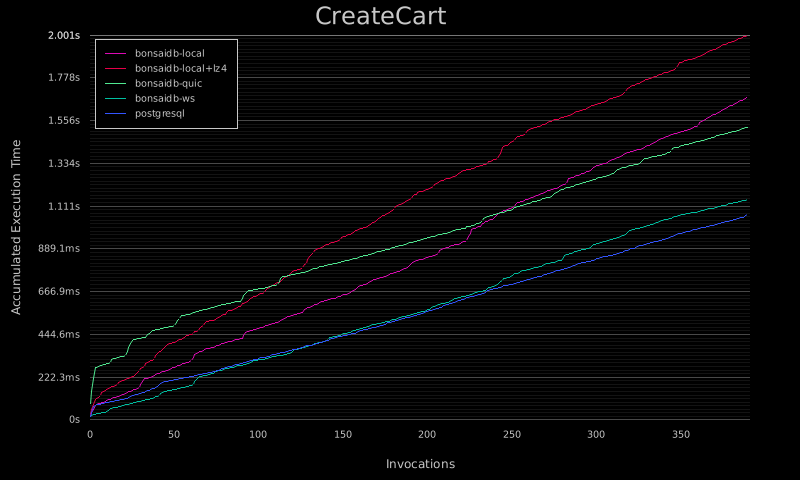 CreateCart
2.001s
1.778s
1.556s
1.334s
1.111s
889.1ms
666.9ms
444.6ms
222.3ms
0s
Accumulated Execution Time
bonsaidb-local
bonsaidb-local+lz4
bonsaidb-quic
bonsaidb-ws
postgresql
0 50 100 150 200 250 300 350
Invocations